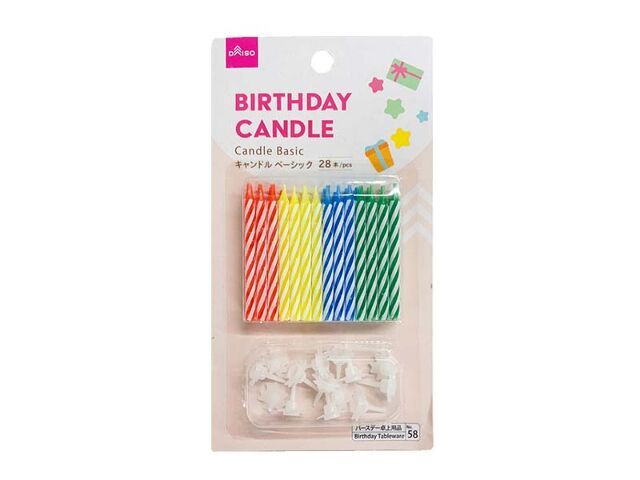 DAISO
BIRTHDAY
CANDLE
Candle Basic
キャンドル ベーシック 28本/pcs
バースデー卓上用品
Birthday Tableware
No.
58